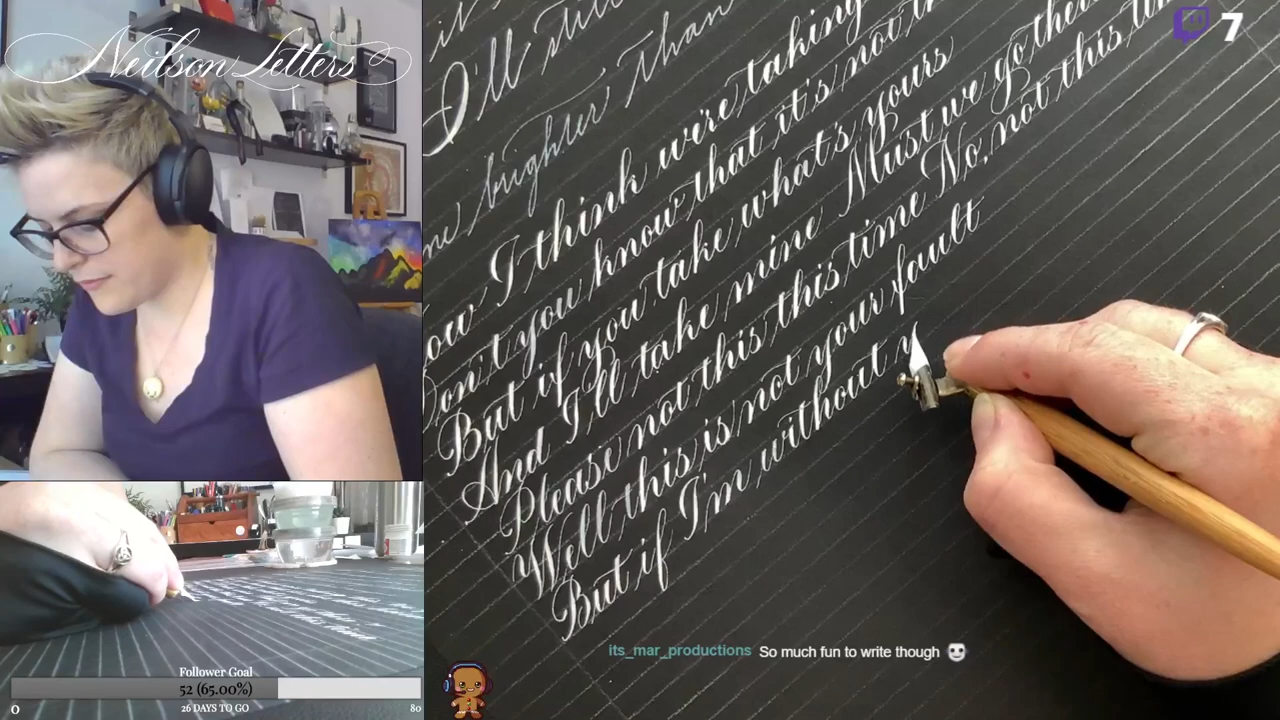 Neilson Letters
7
I'll still
brighter than
I think we're taking
Don't you know that it's not
But if you take what's yours
And I'll take mine Must we go there
Please not this this time No, not this
Well this is not your fault
But if I'm without y
its_mar_productions So much fun to write though
Follower Goal
52 (65.00%)
0 26 DAYS TO GO 80